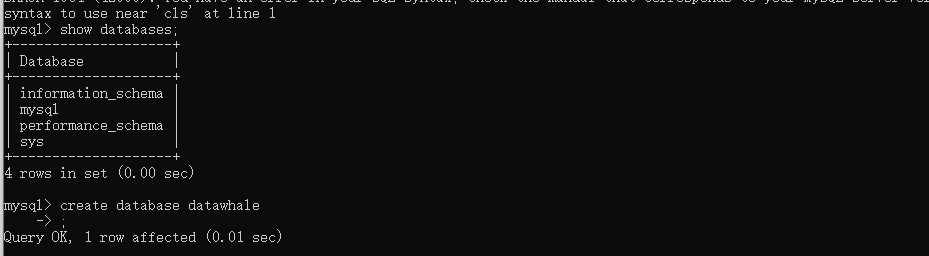 syntax to use near 'cls' at line 1
mysql> show databases;
+--------------------+
| Database           |
+--------------------+
| information_schema |
| mysql              |
| performance_schema |
| sys                |
+--------------------+
4 rows in set (0.00 sec)
mysql> create database datawhale
    -> ;
Query OK, 1 row affected (0.01 sec)